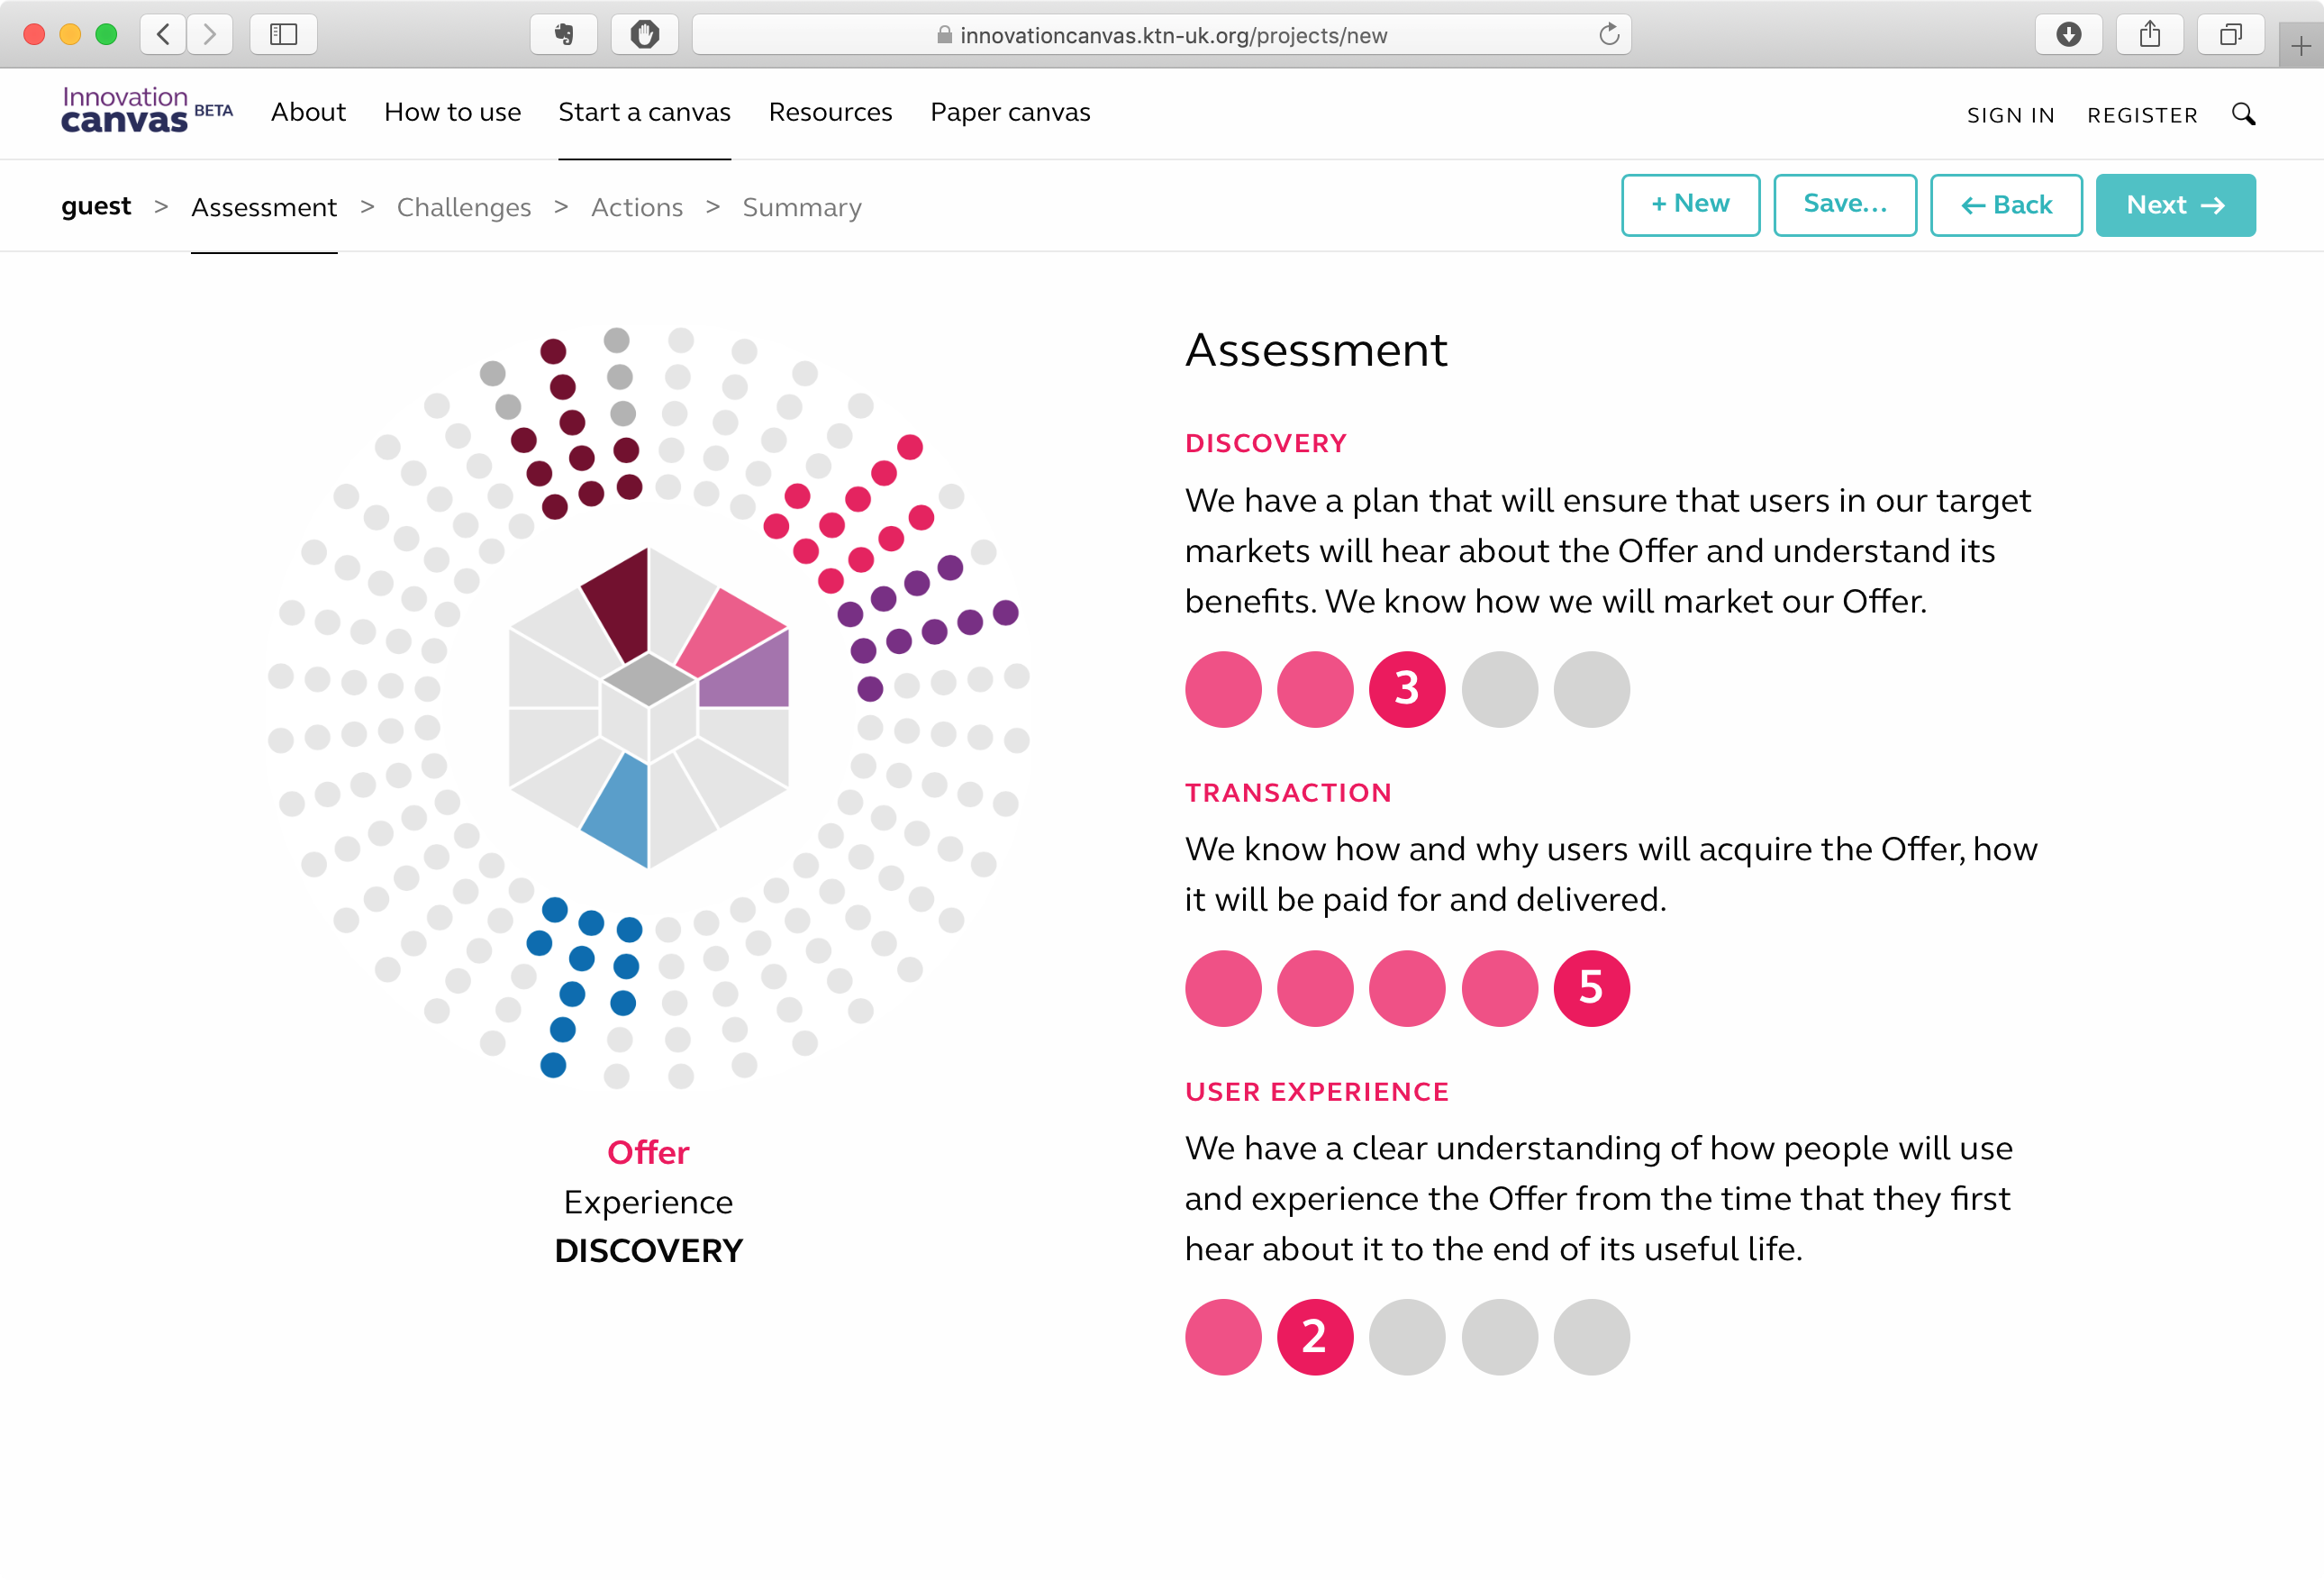 innovationcanvas.ktn-uk.org/projects/new
Innovation
canvas BETA
About How to use Start a canvas Resources Paper canvas
SIGN IN REGISTER
guest > Assessment > Challenges > Actions > Summary
+ New Save... ← Back Next →
Assessment
DISCOVERY
We have a plan that will ensure that users in our target
markets will hear about the Offer and understand its
benefits. We know how we will market our Offer.
3
TRANSACTION
We know how and why users will acquire the Offer, how
it will be paid for and delivered.
5
USER EXPERIENCE
We have a clear understanding of how people will use
and experience the Offer from the time that they first
hear about it to the end of its useful life.
2
Offer
Experience
DISCOVERY